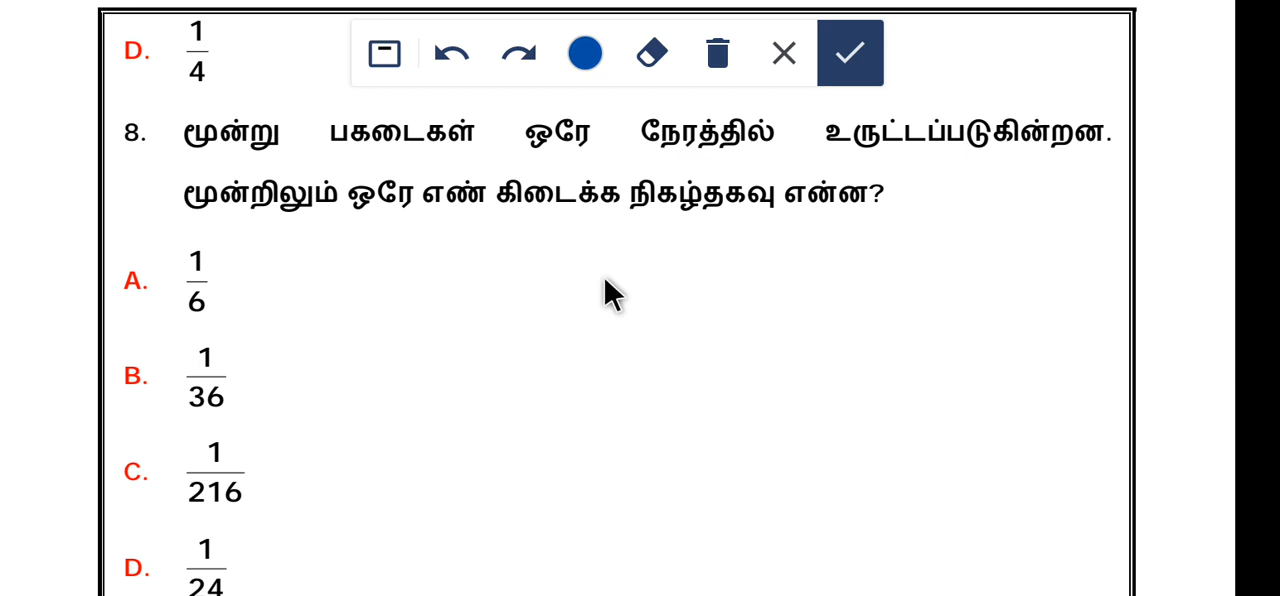 D. 1/4
8. மூன்று பகடைகள் ஒரே நேரத்தில் உருட்டப்படுகின்றன.
மூன்றிலும் ஒரே எண் கிடைக்க நிகழ்தகவு என்ன?
A. 1/6
B. 1/36
C. 1/216
D. 1/24